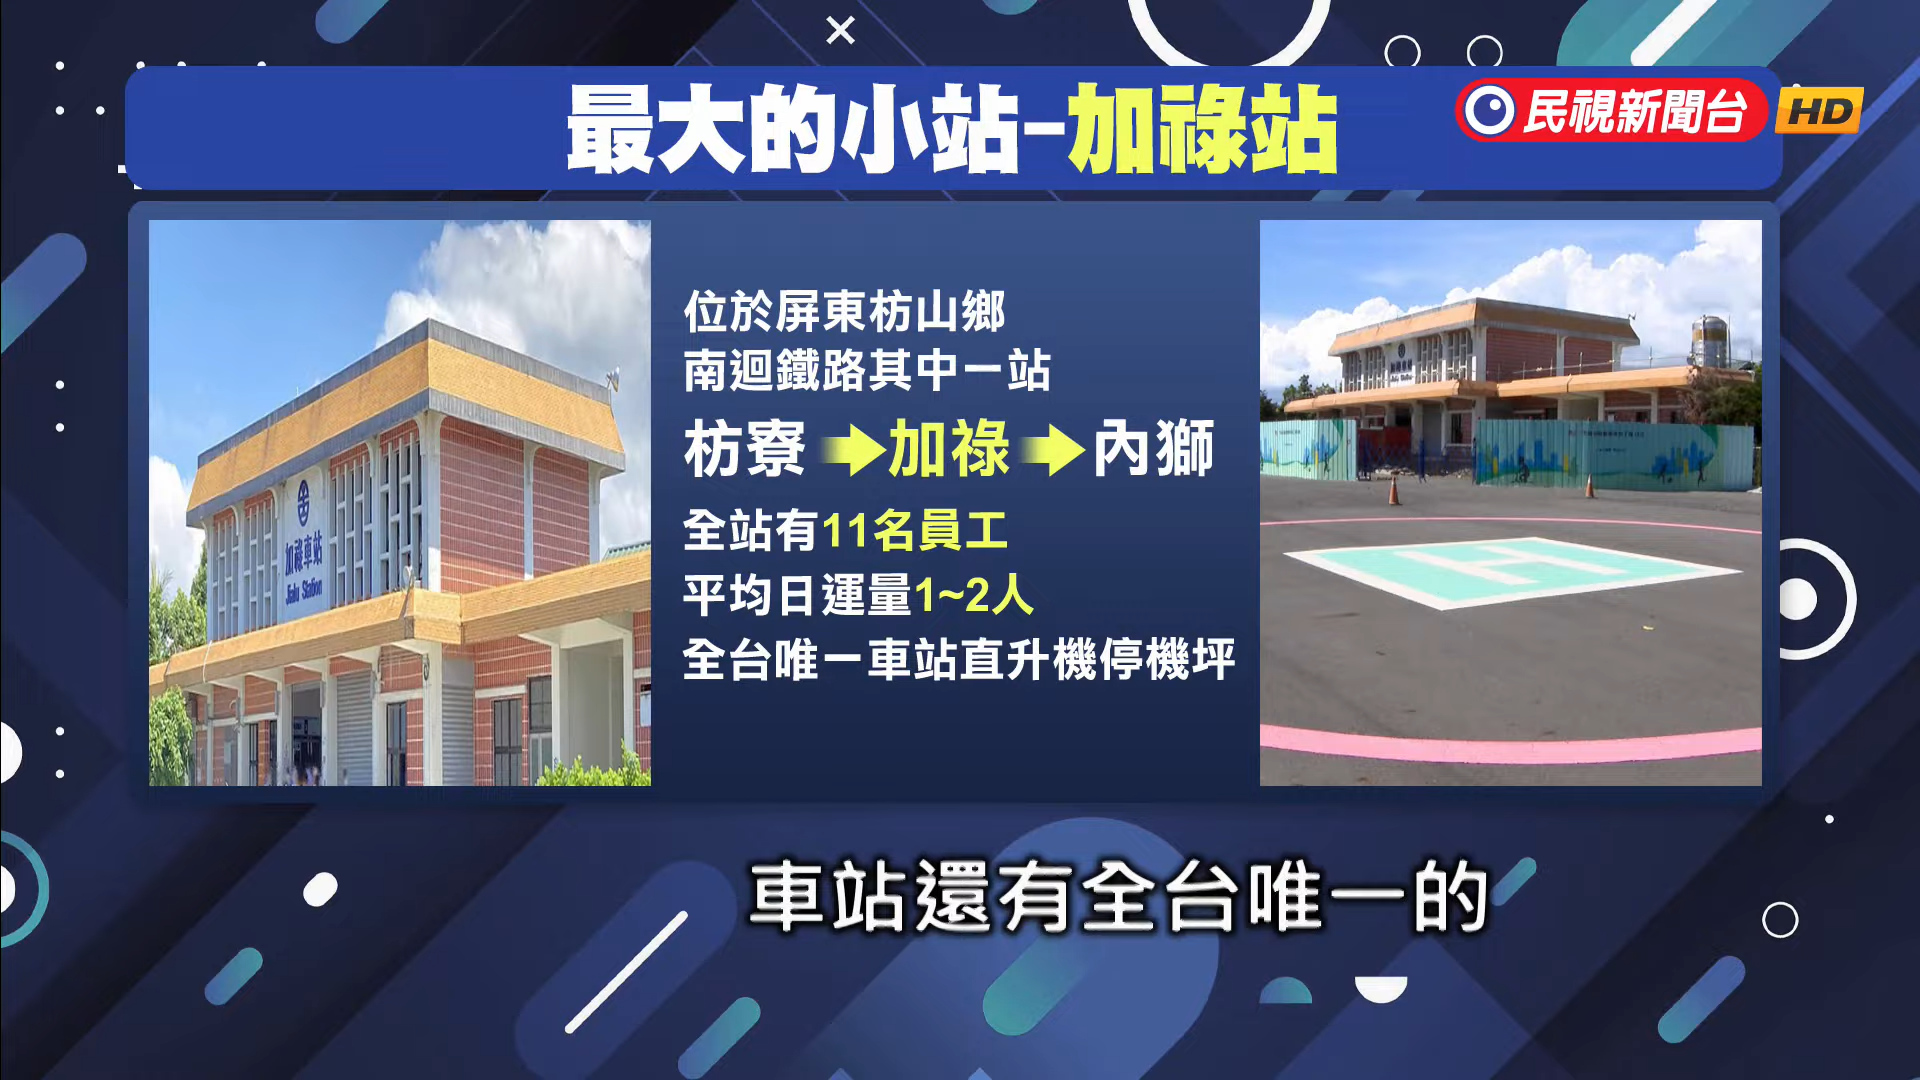 最大的小站-加祿站
民視新聞台 HD
位於屏東枋山鄉
南迴鐵路其中一站
枋寮➡加祿➡內獅
全站有11名員工
平均日運量1~2人
全台唯一車站直升機停機坪
加祿車站
Jialu Station
H
車站還有全台唯一的